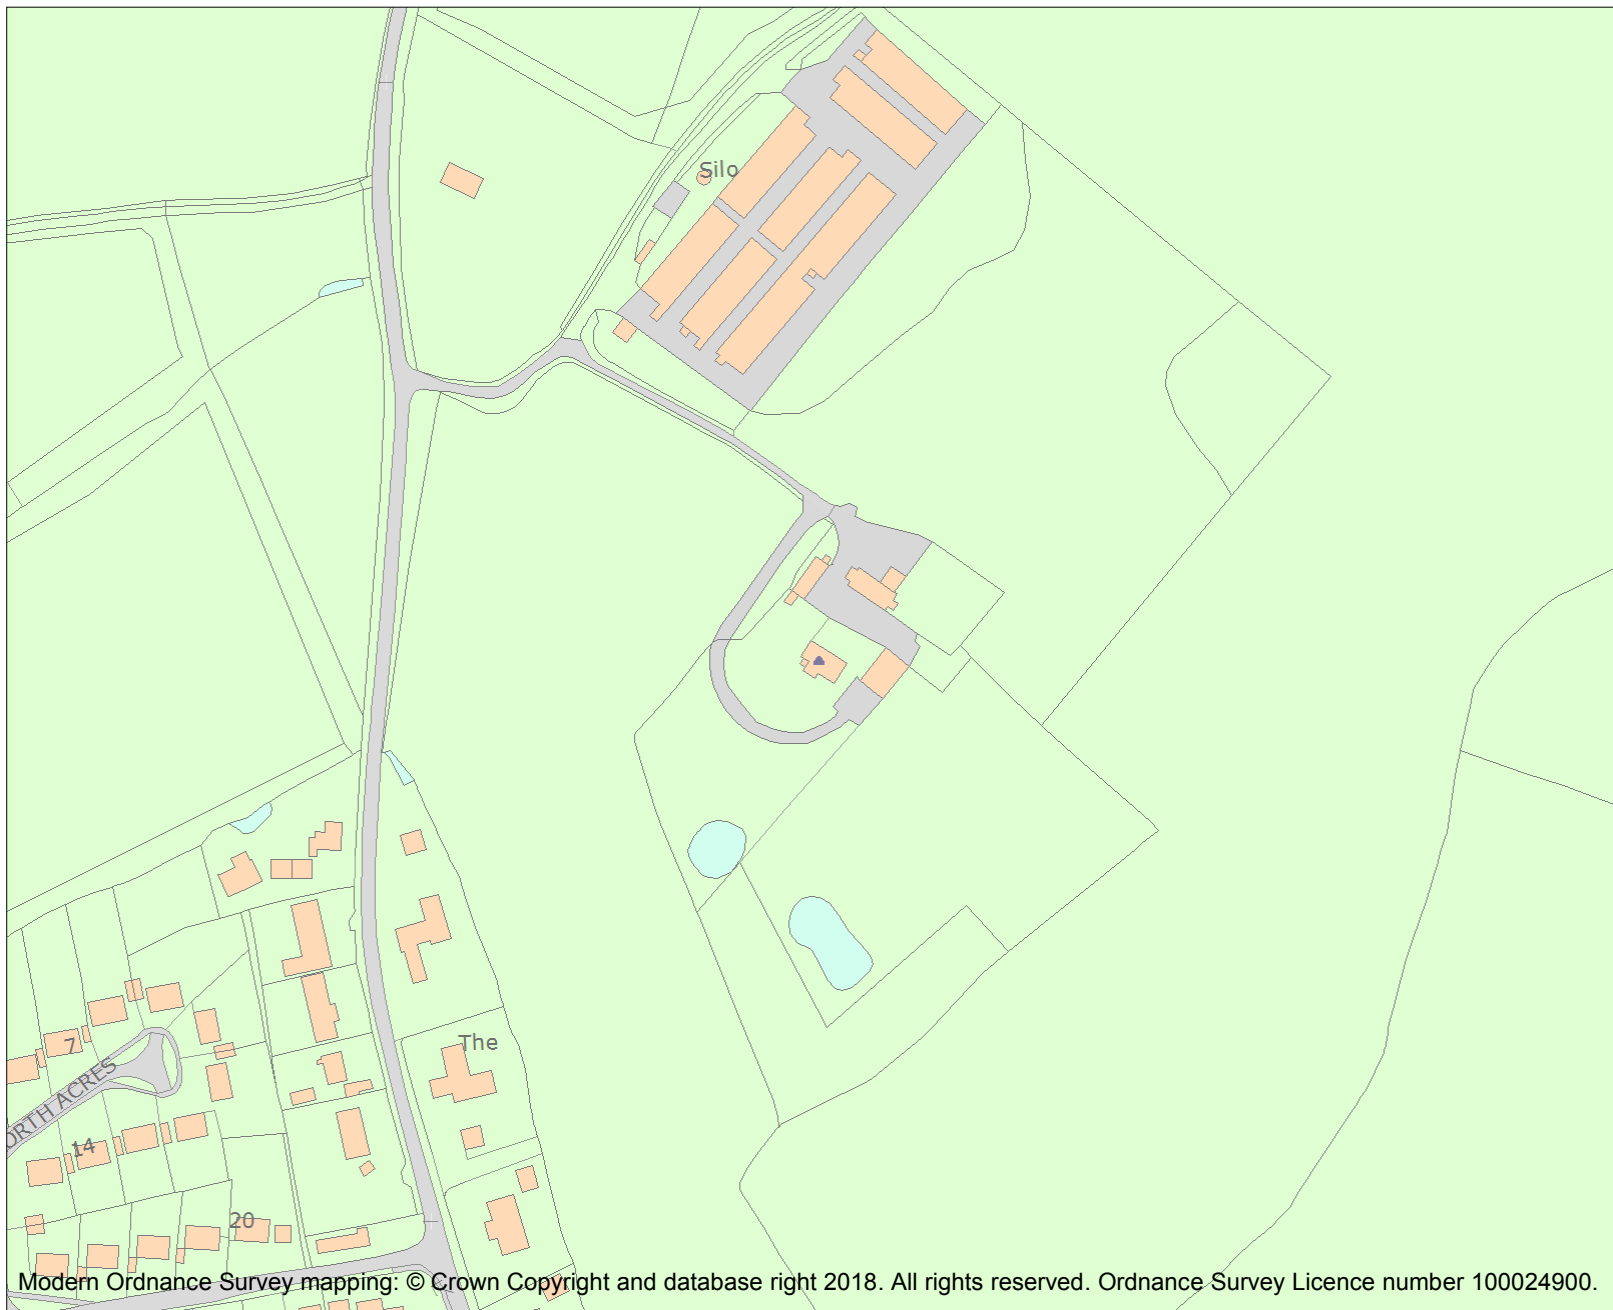 Silo
The
7
ORTH ACRES
14
20
Modern Ordnance Survey mapping: © Crown Copyright and database right 2018. All rights reserved. Ordnance Survey Licence number 100024900.